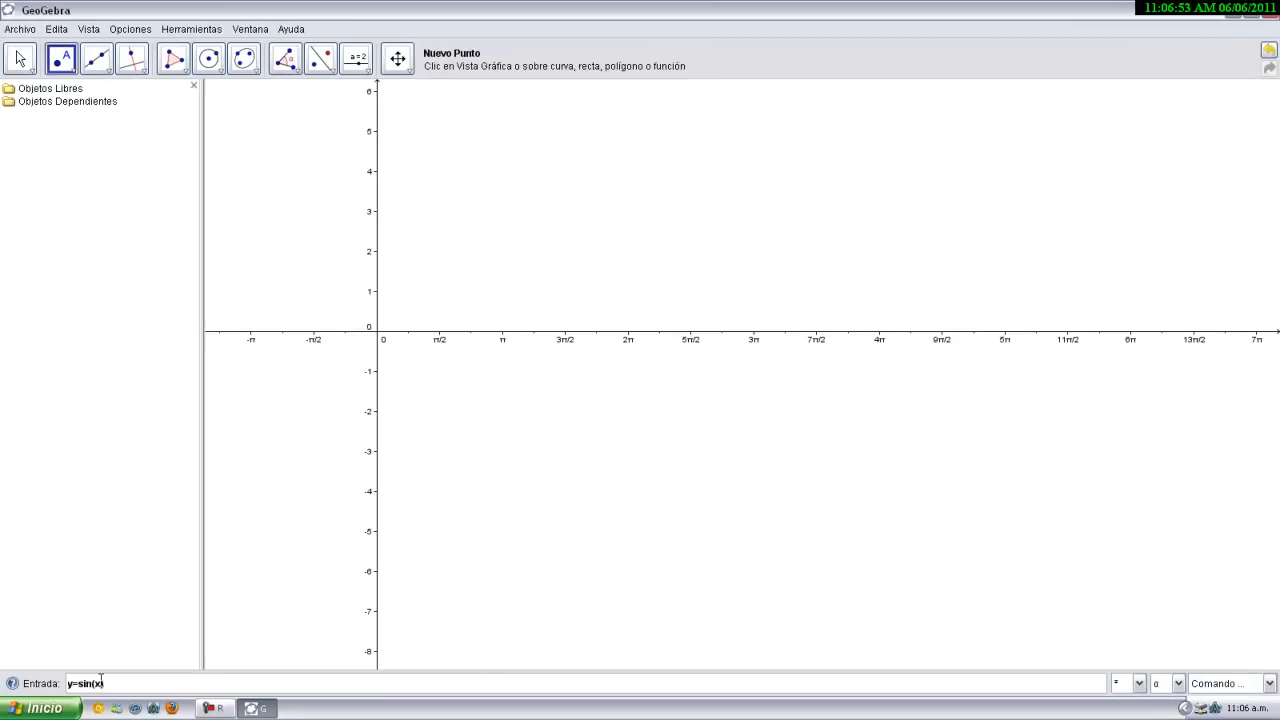 GeoGebra
11:06:53 AM 06/06/2011
Archivo Edita Vista Opciones Herramientas Ventana Ayuda
A
α
a=2
Nuevo Punto
Clic en Vista Gráfica o sobre curva, recta, polígono o función
Objetos Libres
Objetos Dependientes
6
5
4
3
2
1
0
-π -π/2 0 π/2 π 3π/2 2π 5π/2 3π 7π/2 4π 9π/2 5π 11π/2 6π 13π/2 7π
-1
-2
-3
-4
-5
-6
-7
-8
Entrada: y=sin(x) α Comando ...
Inicio R G 11:06 a.m.